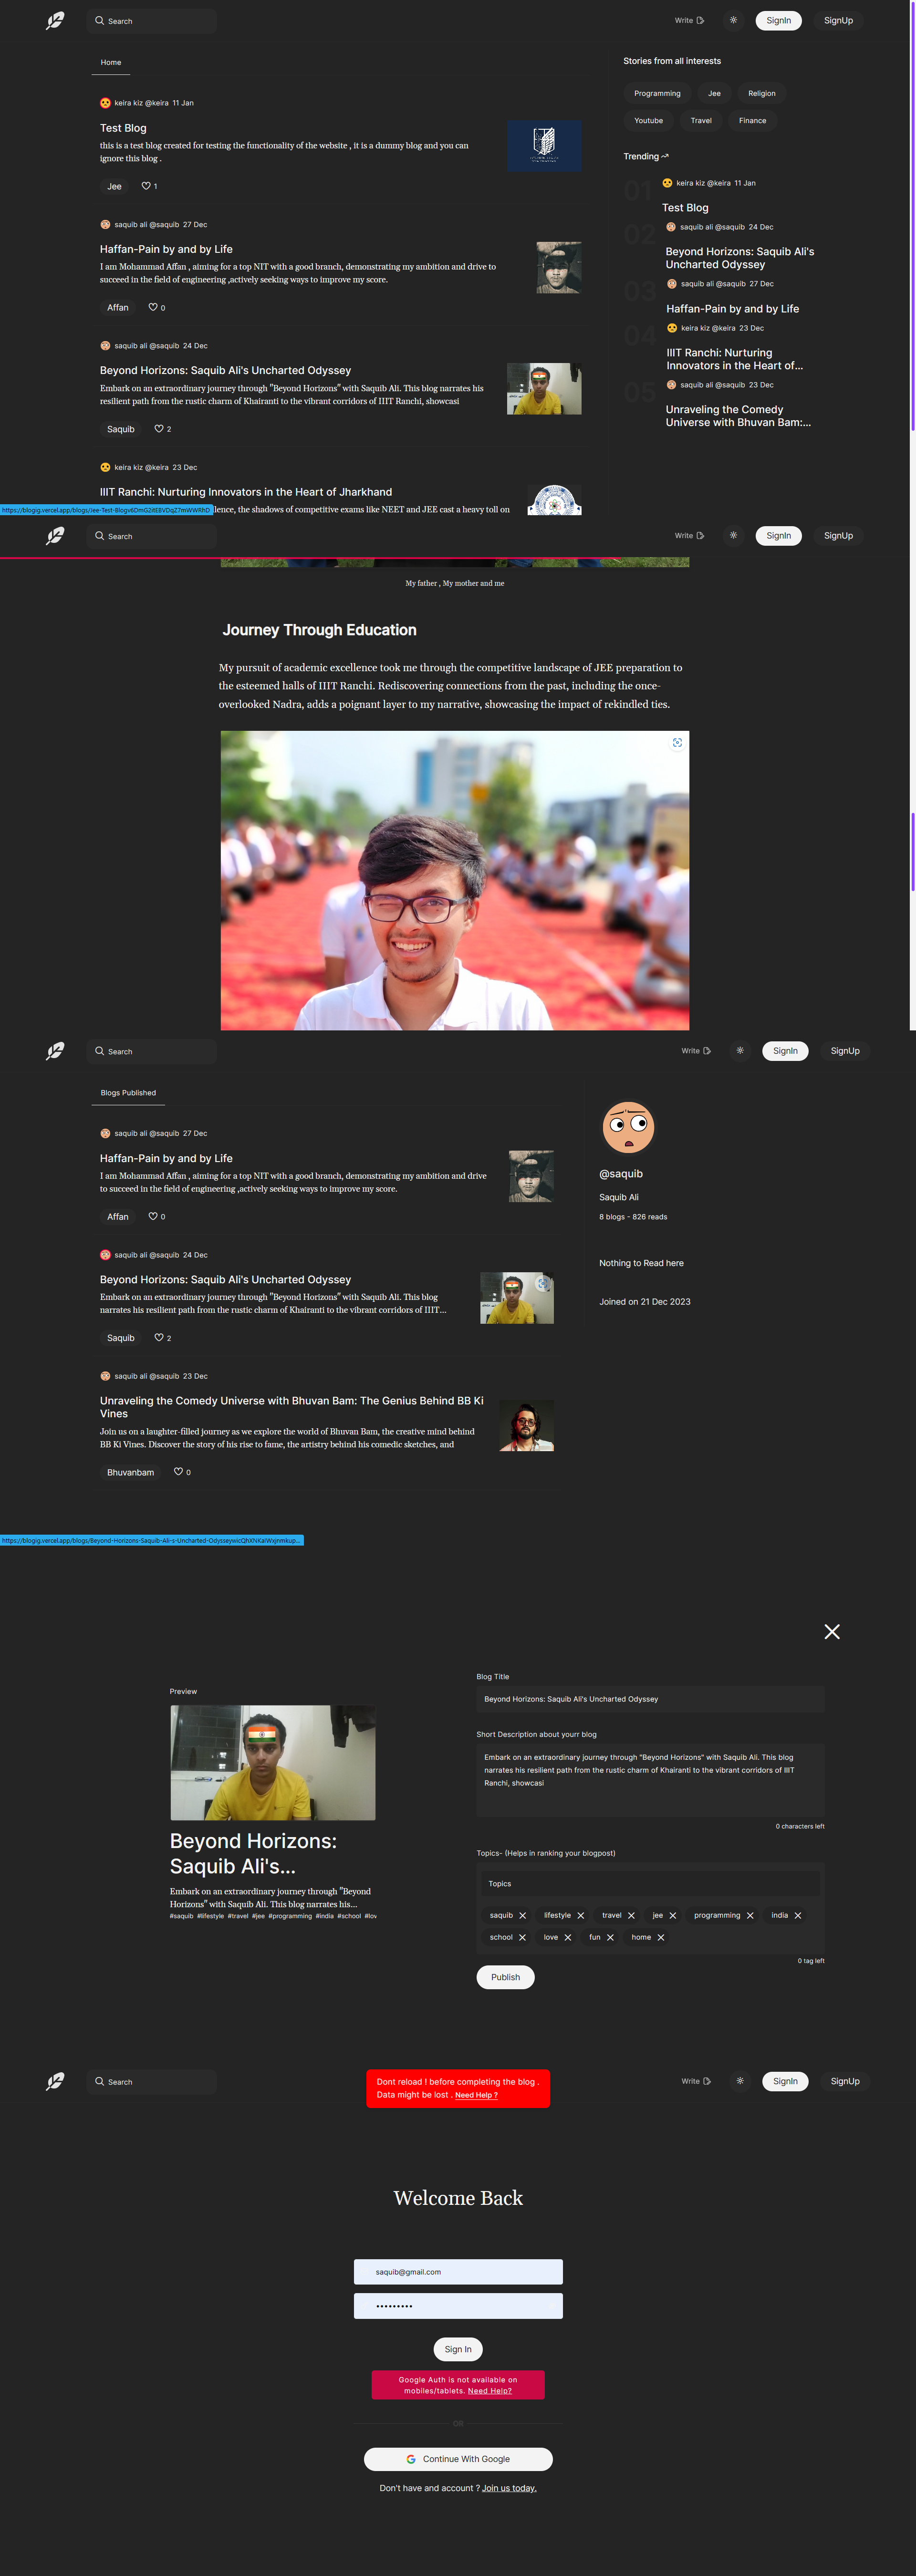 Search
Write
SignIn
SignUp
Home
keira kiz @keira 11 Jan
Test Blog
this is a test blog created for testing the functionality of the website , it is a dummy blog and you can
ignore this blog .
Jee
1
saquib ali @saquib 27 Dec
Haffan-Pain by and by Life
I am Mohammad Affan , aiming for a top NIT with a good branch, demonstrating my ambition and drive to
succeed in the field of engineering ,actively seeking ways to improve my score.
Affan
0
saquib ali @saquib 24 Dec
Beyond Horizons: Saquib Ali's Uncharted Odyssey
Embark on an extraordinary journey through "Beyond Horizons" with Saquib Ali. This blog narrates his
resilient path from the rustic charm of Khairanti to the vibrant corridors of IIIT Ranchi, showcasi
Saquib
2
keira kiz @keira 23 Dec
IIIT Ranchi: Nurturing Innovators in the Heart of Jharkhand
lence, the shadows of competitive exams like NEET and JEE cast a heavy toll on
Stories from all interests
Programming
Jee
Religion
Youtube
Travel
Finance
Trending
01
keira kiz @keira 11 Jan
Test Blog
02
saquib ali @saquib 24 Dec
Beyond Horizons: Saquib Ali's
Uncharted Odyssey
03
saquib ali @saquib 27 Dec
Haffan-Pain by and by Life
04
keira kiz @keira 23 Dec
IIIT Ranchi: Nurturing
Innovators in the Heart of...
05
saquib ali @saquib 23 Dec
Unraveling the Comedy
Universe with Bhuvan Bam:...
Search
Write
SignIn
SignUp
My father , My mother and me
Journey Through Education
My pursuit of academic excellence took me through the competitive landscape of JEE preparation to
the esteemed halls of IIIT Ranchi. Rediscovering connections from the past, including the once-
overlooked Nadra, adds a poignant layer to my narrative, showcasing the impact of rekindled ties.
Search
Write
SignIn
SignUp
Blogs Published
saquib ali @saquib 27 Dec
Haffan-Pain by and by Life
I am Mohammad Affan , aiming for a top NIT with a good branch, demonstrating my ambition and drive
to succeed in the field of engineering ,actively seeking ways to improve my score.
Affan
0
saquib ali @saquib 24 Dec
Beyond Horizons: Saquib Ali's Uncharted Odyssey
Embark on an extraordinary journey through "Beyond Horizons" with Saquib Ali. This blog
narrates his resilient path from the rustic charm of Khairanti to the vibrant corridors of IIIT...
Saquib
2
saquib ali @saquib 23 Dec
Unraveling the Comedy Universe with Bhuvan Bam: The Genius Behind BB Ki
Vines
Join us on a laughter-filled journey as we explore the world of Bhuvan Bam, the creative mind behind
BB Ki Vines. Discover the story of his rise to fame, the artistry behind his comedic sketches, and
Bhuvanbam
0
@saquib
Saquib Ali
8 blogs - 826 reads
Nothing to Read here
Joined on 21 Dec 2023
Preview
Beyond Horizons:
Saquib Ali's...
Embark on an extraordinary journey through "Beyond
Horizons" with Saquib Ali. This blog narrates his...
#saquib #lifestyle #travel #jee #programming #india #school #lov
Blog Title
Beyond Horizons: Saquib Ali's Uncharted Odyssey
Short Description about yourr blog
Embark on an extraordinary journey through "Beyond Horizons" with Saquib Ali. This blog
narrates his resilient path from the rustic charm of Khairanti to the vibrant corridors of IIIT
Ranchi, showcasi
0 characters left
Topics- (Helps in ranking your blogpost)
Topics
saquib
lifestyle
travel
jee
programming
india
school
love
fun
home
0 tag left
Publish
Search
Dont reload ! before completing the blog .
Data might be lost . Need Help ?
Write
SignIn
SignUp
Welcome Back
saquib@gmail.com
•••••••••
Sign In
Google Auth is not available on
mobiles/tablets. Need Help?
OR
Continue With Google
Don't have and account ? Join us today.